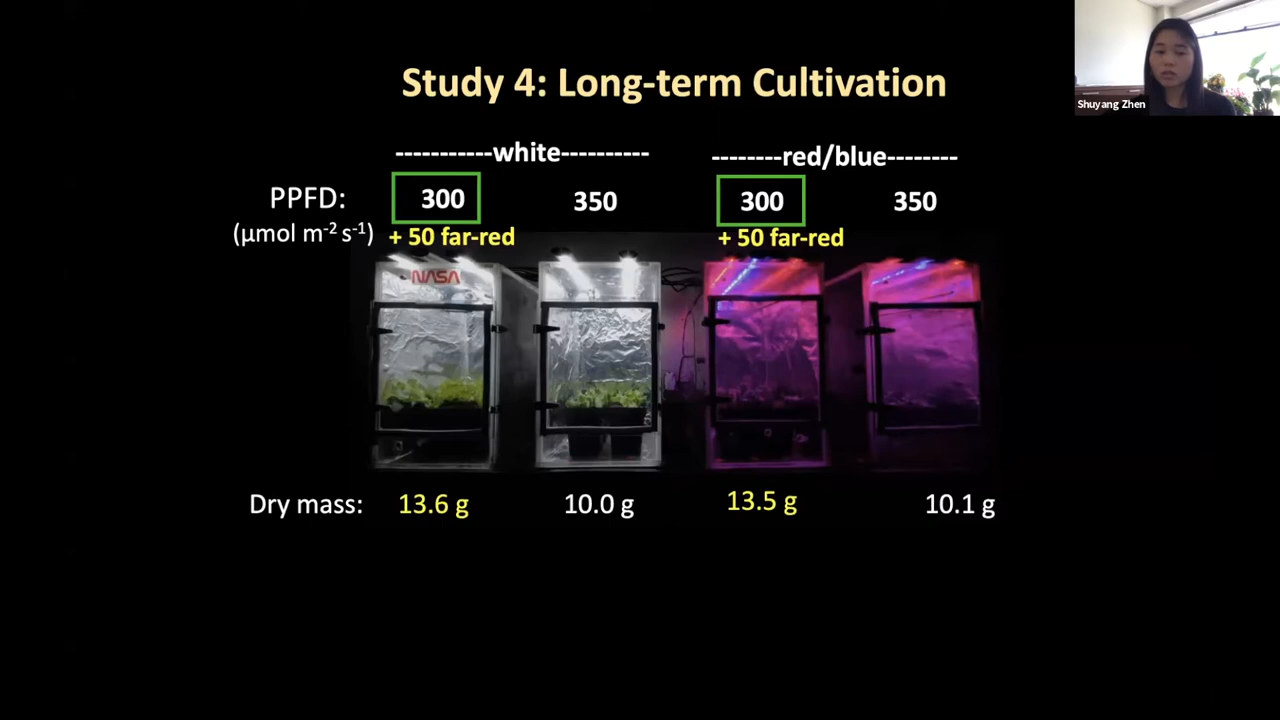 Shuyang Zhen
Study 4: Long-term Cultivation
-----------white---------- --------red/blue--------
PPFD: 300 350 300 350
(µmol m-2 s-1) + 50 far-red + 50 far-red
NASA
Dry mass: 13.6 g 10.0 g 13.5 g 10.1 g